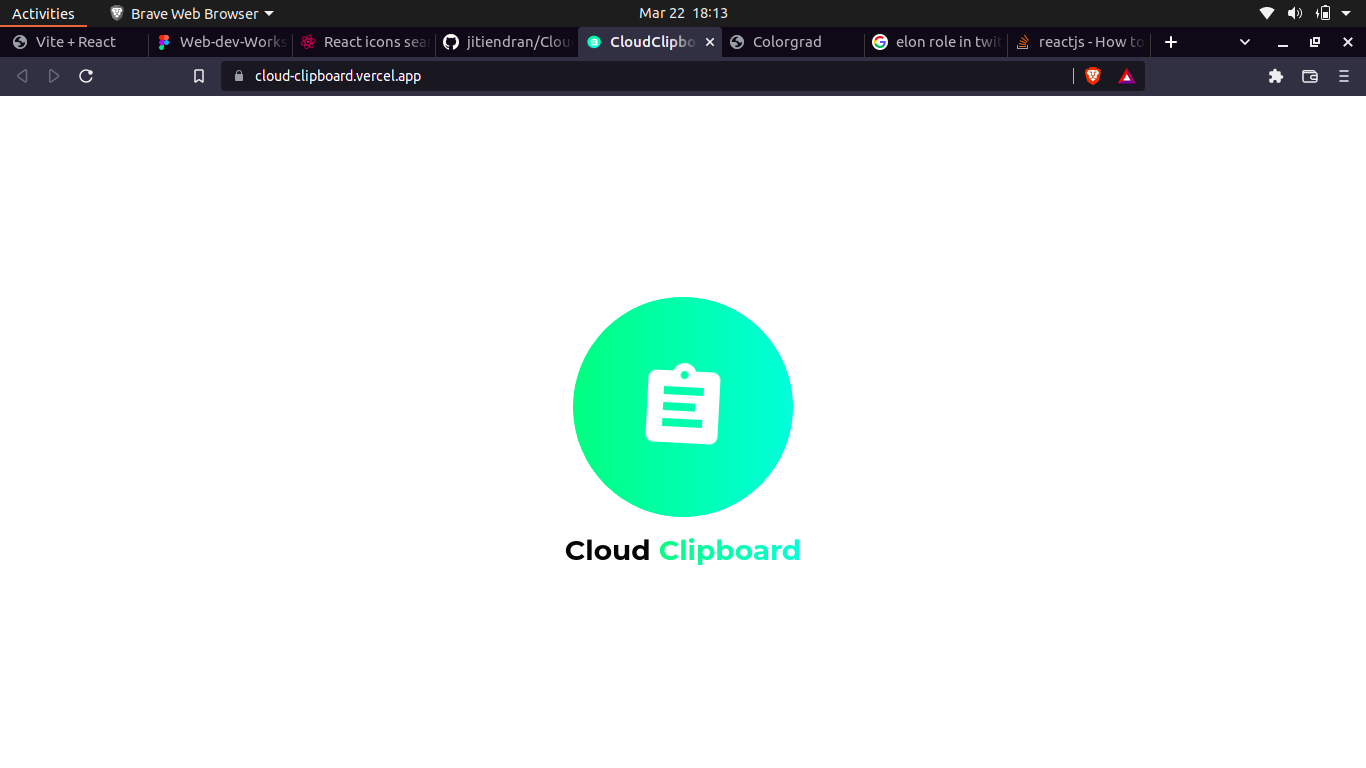 Activities Brave Web Browser Mar 22 18:13
Vite + React Web-dev-Works React icons sear jitiendran/Clou CloudClipbo Colorgrad elon role in twit reactjs - How to
cloud-clipboard.vercel.app
Cloud Clipboard